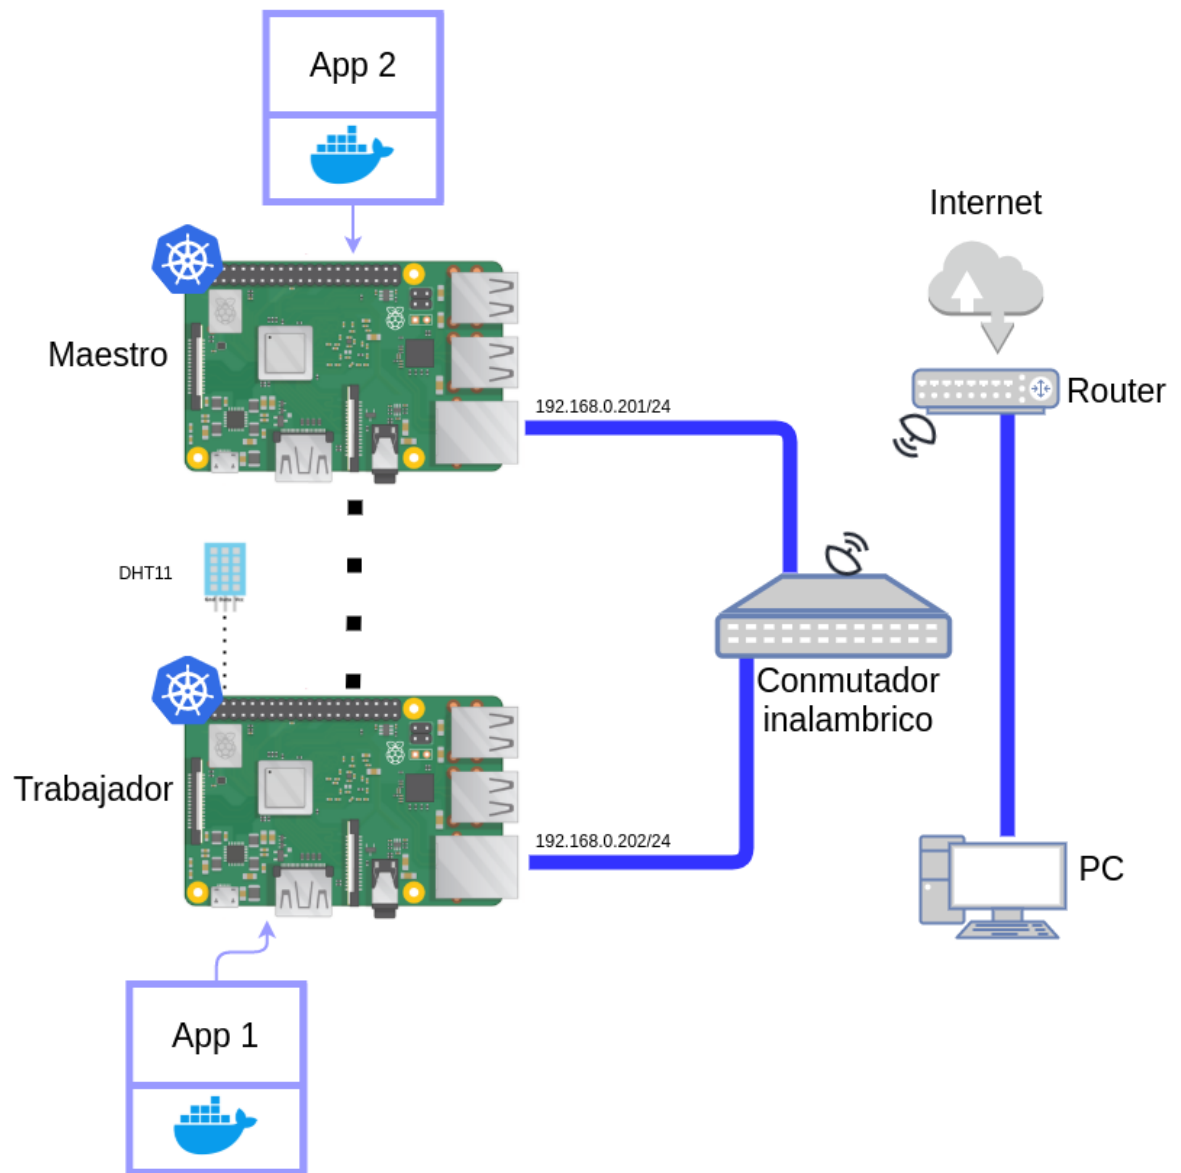 App 2
Internet
Maestro
Router
192.168.0.201/24
DHT11
Conmutador
inalambrico
Trabajador
192.168.0.202/24
PC
App 1